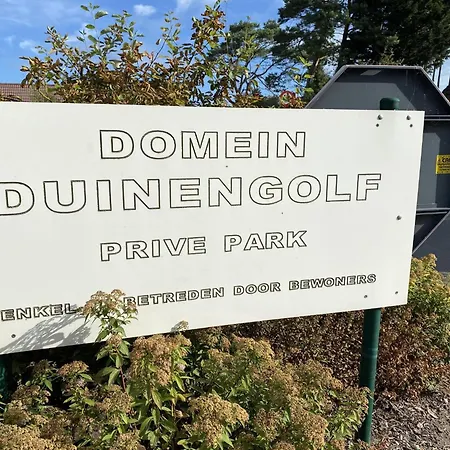 DOMEIN
DUINENGOLF
PRIVE PARK
ENKEL BETREDEN DOOR BEWONERS